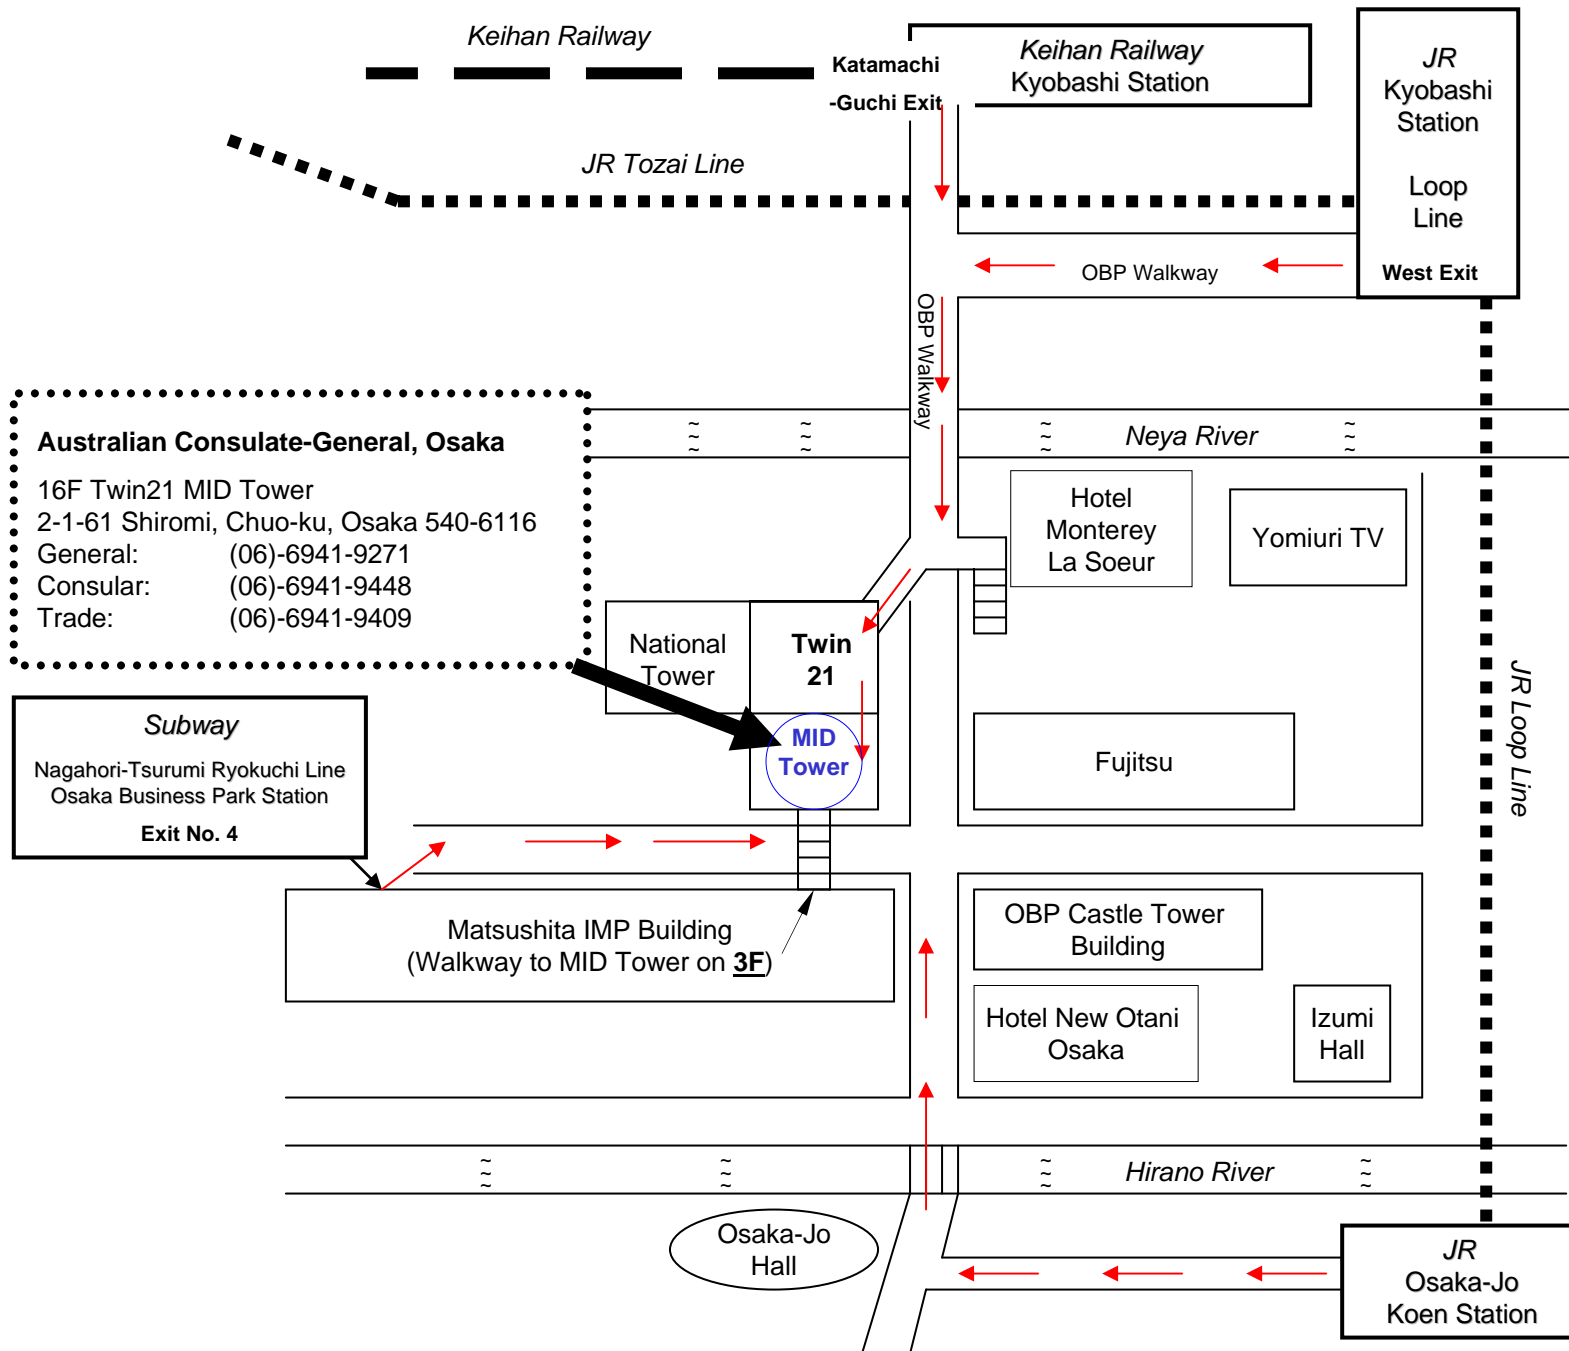 Keihan Railway
Katamachi
-Guchi Exit
Keihan Railway
Kyobashi Station
JR
Kyobashi
Station
Loop
Line
West Exit
JR Tozai Line
OBP Walkway
OBP Walkway
Australian Consulate-General, Osaka
16F Twin21 MID Tower
2-1-61 Shiromi, Chuo-ku, Osaka 540-6116
General: (06)-6941-9271
Consular: (06)-6941-9448
Trade: (06)-6941-9409
Neya River
Hotel
Monterey
La Soeur
Yomiuri TV
National
Tower
Twin
21
MID
Tower
Fujitsu
JR Loop Line
Subway
Nagahori-Tsurumi Ryokuchi Line
Osaka Business Park Station
Exit No. 4
Matsushita IMP Building
(Walkway to MID Tower on 3F)
OBP Castle Tower
Building
Hotel New Otani
Osaka
Izumi
Hall
Hirano River
Osaka-Jo
Hall
JR
Osaka-Jo
Koen Station